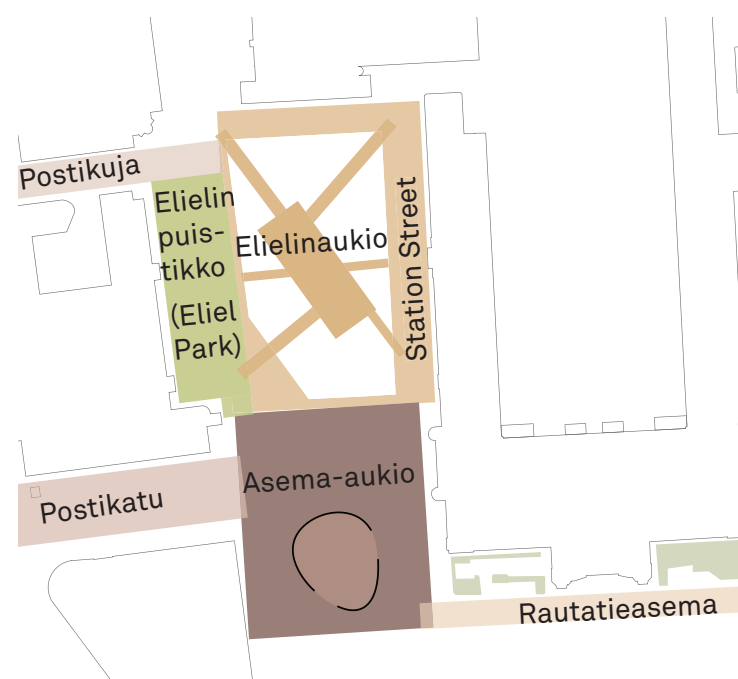 Postikuja
Elielin
puis-
tikko
(Eliel
Park)
Elielinaukio
Station Street
Asema-aukio
Postikatu
Rautatieasema